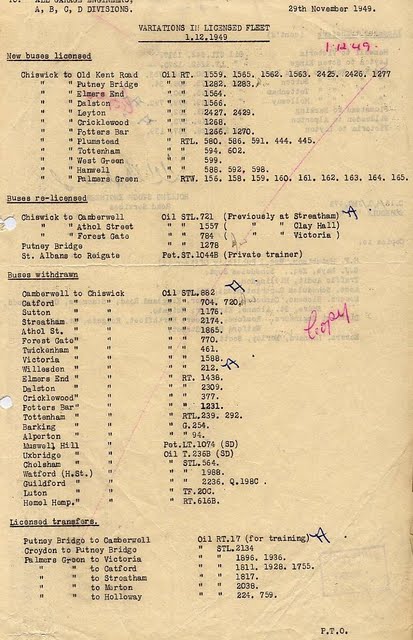 To: ALL GARAGE ENGINEERS,
A, B, C, D DIVISIONS.
29th November 1949.
VARIATIONS IN LICENSED FLEET
1.12.1949
1.12.49
New buses licensed
Chiswick to Old Kent Road Oil RT. 1559. 1565. 1562. 1563. 2425. 2426. 1277
" " Putney Bridge " " 1282. 1283.
" " Elmers End " " 1564.
" " Dalston " " 1566.
" " Leyton " " 2427. 2429.
" " Cricklewood " " 1268.
" " Potters Bar " " 1266. 1270.
" " Plumstead " RTL. 580. 586. 591. 444. 445.
" " Tottenham " " 594. 602.
" " West Green " " 599.
" " Hanwell " " 588. 592. 598.
" " Palmers Green " RTW. 156. 158. 159. 160. 161. 162. 163. 164. 165.
Buses re-licensed
Chiswick to Camberwell Oil STL.721 (Previously at Streatham)
" " Athol Street " " 1557 ( " " Clay Hall)
" " Forest Gate " " 784 ( " " Victoria )
Putney Bridge " " 1278
St. Albans to Reigate Pet.ST.1044B (Private trainer)
Buses withdrawn
Camberwell to Chiswick Oil STL.882
Catford " " " " 704. 720.
Sutton " " " " 1176.
Streatham " " " " 2174.
Athol St. " " " " 1865.
Forest Gate" " " " 770.
Twickenham " " " " 461.
Victoria " " " " 1588.
Willesden " " " " 212.
Elmers End " " " RT. 1438.
Dalston " " " " 2309.
Cricklewood" " " " 377.
Potters Bar" " " " 1231.
Tottenham " " " RTL.239. 292.
Barking " " " G.254.
Alperton " " " " 94.
Muswell Hill " Pet.LT.1074 (SD)
Uxbridge " " Oil T.236B (SD)
Chelsham " " " STL.564.
Watford (H.St.) " " " 1988.
Guildford " " " " 2236. Q.198C.
Luton " " " TF.20C.
Hemel Hemp." " " RT.616B.
Copy
Licensed transfers.
Putney Bridge to Camberwell Oil RT.17 (for training)
Croydon to Putney Bridge " STL.2134
Palmers Green to Victoria " " 1896. 1936.
" " to Catford " " 1811. 1928. 1755.
" " to Streatham " " 1817.
" " to Merton " " 2038.
" " to Holloway " " 224. 759.
P.T.O.